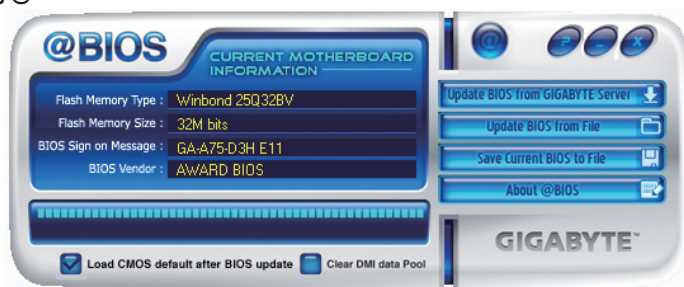 @BIOS
CURRENT MOTHERBOARD
INFORMATION
Flash Memory Type : Winbond 25Q32BV
Flash Memory Size : 32M bits
BIOS Sign on Message : GA-A75-D3H E11
BIOS Vendor : AWARD BIOS
Load CMOS default after BIOS update Clear DMI data Pool
@ ? - X
Update BIOS from GIGABYTE Server
Update BIOS from File
Save Current BIOS to File
About @BIOS
GIGABYTE™